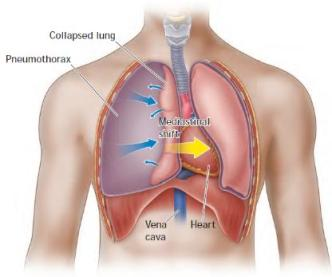 Collapsed lung
Pneumothorax
Mediastinal
shift
Vena
cava
Heart